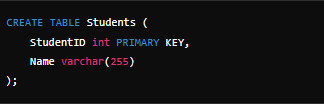 CREATE TABLE Students (
    StudentID int PRIMARY KEY,
    Name varchar(255)
);